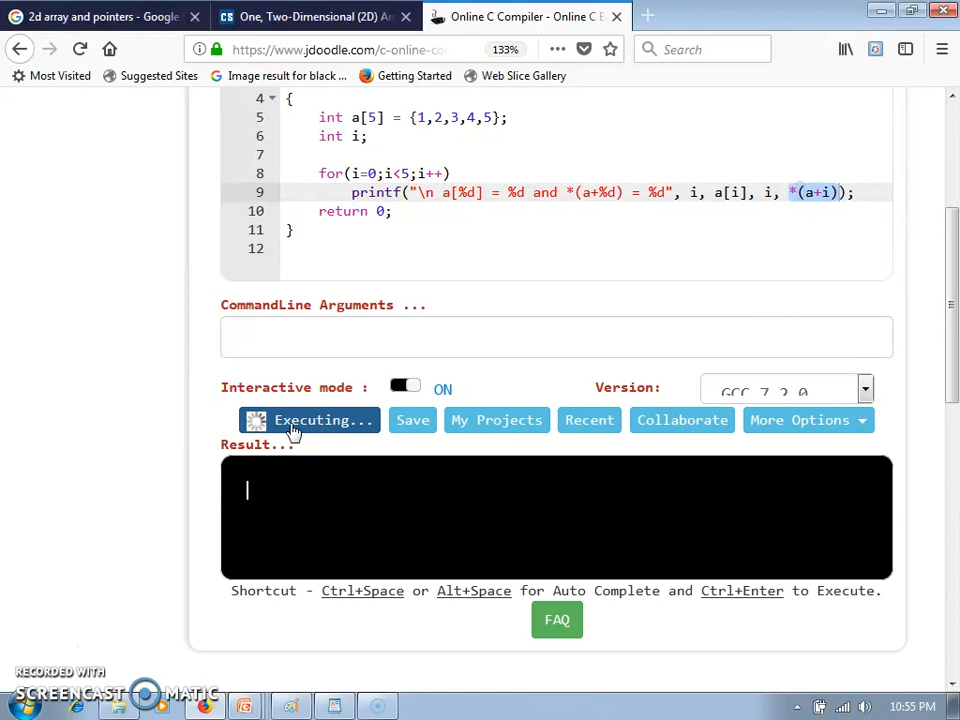 2d array and pointers - Google
CS One, Two-Dimensional (2D) Ar
Online C Compiler - Online C E
https://www.jdoodle.com/c-online-co
133%
Search
Most Visited
Suggested Sites
Image result for black ...
Getting Started
Web Slice Gallery
4 {
5 int a[5] = {1,2,3,4,5};
6 int i;
7
8 for(i=0;i<5;i++)
9 printf("\n a[%d] = %d and *(a+%d) = %d", i, a[i], i, *(a+i));
10 return 0;
11 }
12
CommandLine Arguments ...
Interactive mode : ON Version: GCC 7.2.0
Executing... Save My Projects Recent Collaborate More Options
Result...
Shortcut - Ctrl+Space or Alt+Space for Auto Complete and Ctrl+Enter to Execute.
FAQ
RECORDED WITH
SCREENCAST MATIC
10:55 PM